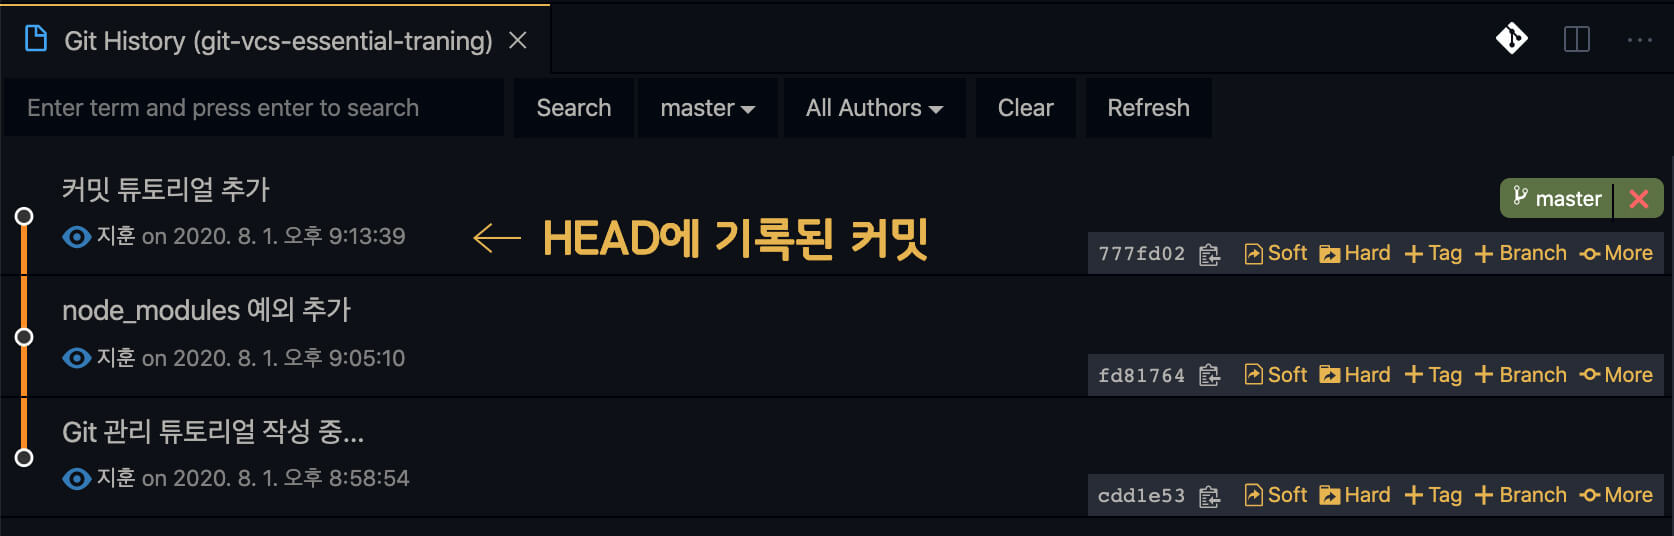 Git History (git-vcs-essential-traning)
Enter term and press enter to search Search master All Authors Clear Refresh
커밋 튜토리얼 추가
master
지훈 on 2020. 8. 1. 오후 9:13:39
HEAD에 기록된 커밋
777fd02 Soft Hard Tag Branch More
node_modules 예외 추가
지훈 on 2020. 8. 1. 오후 9:05:10
fd81764 Soft Hard Tag Branch More
Git 관리 튜토리얼 작성 중...
지훈 on 2020. 8. 1. 오후 8:58:54
cdd1e53 Soft Hard Tag Branch More